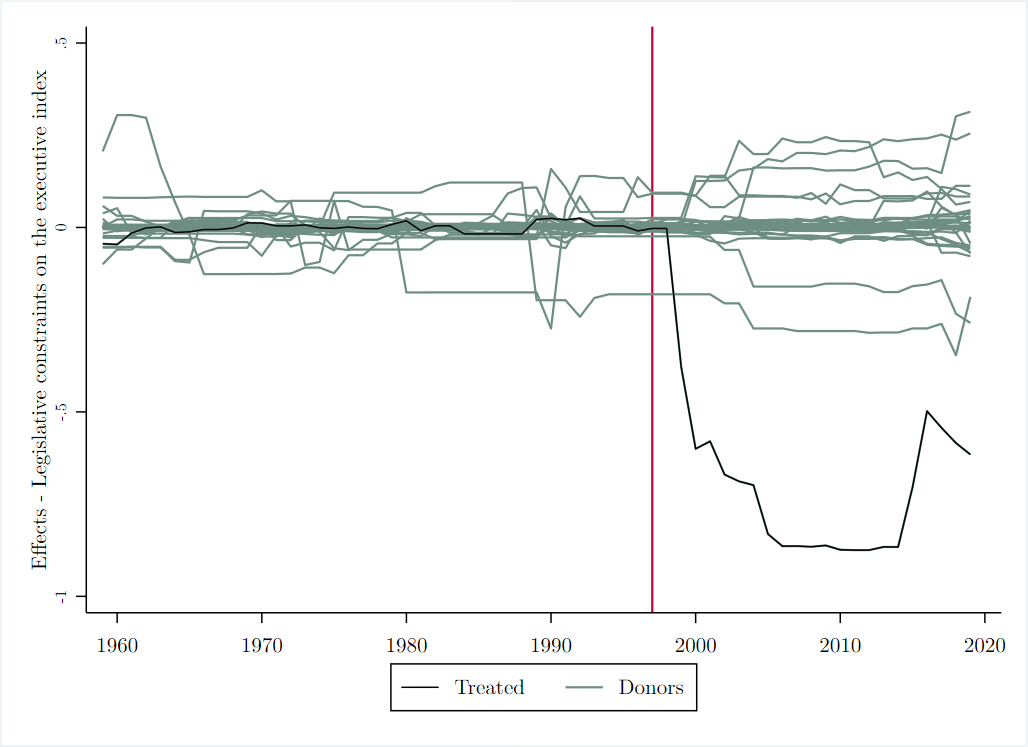 Effects - Legislative constraints on the executive index
.5
0
-.5
-1
1960 1970 1980 1990 2000 2010 2020
Treated Donors